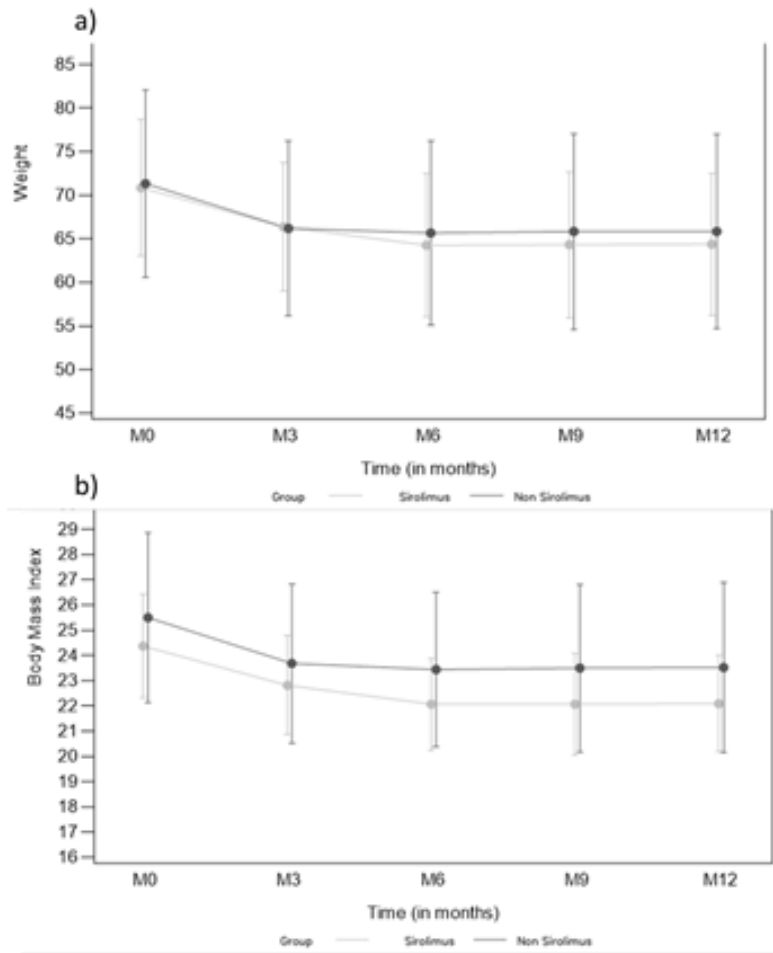 a)
85
80
75
70
65
60
55
50
45
Weight
M0 M3 M6 M9 M12
Time (in months)
Group Sirolimus Non Sirolimus
b)
29
28
27
26
25
24
23
22
21
20
19
18
17
16
Body Mass Index
M0 M3 M6 M9 M12
Time (in months)
Group Sirolimus Non Sirolimus